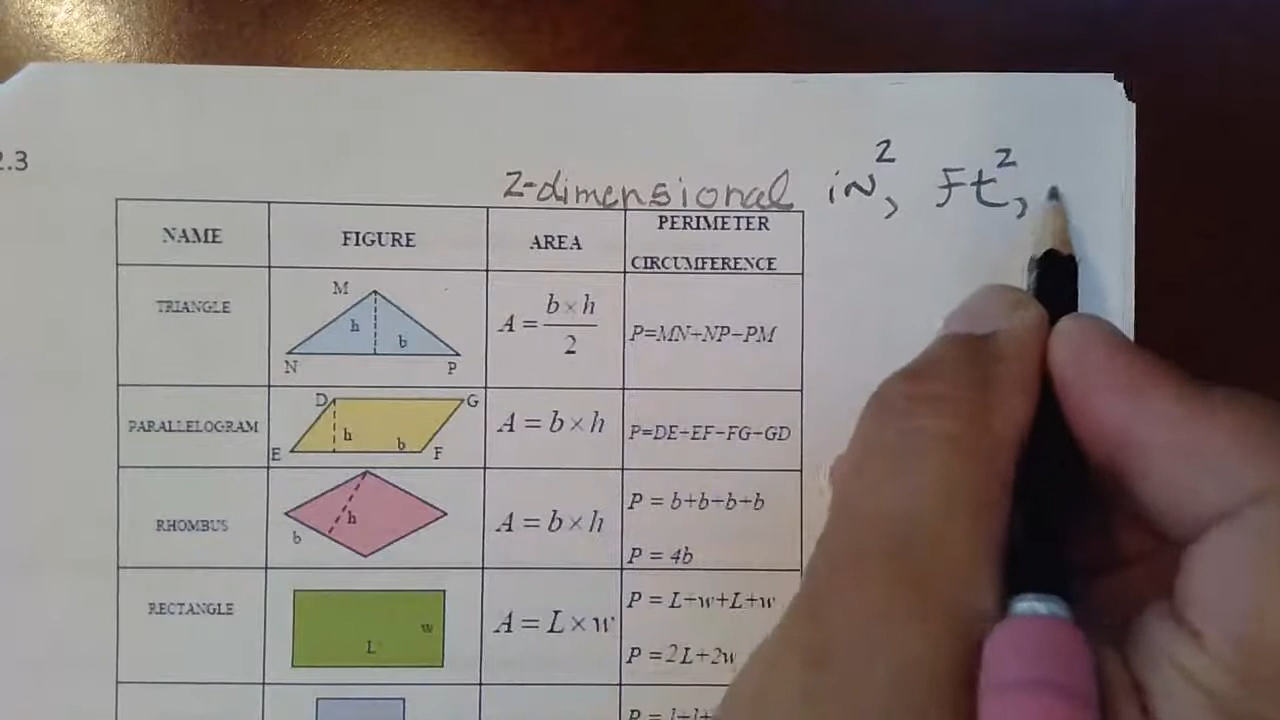 2.3
2-dimensional in², Ft²,
NAME FIGURE AREA PERIMETER CIRCUMFERENCE
TRIANGLE
M
h
b
N P
A = b×h / 2
P=MN+NP+PM
PARALLELOGRAM
D G
h b
E F
A = b×h
P=DE+EF+FG+GD
RHOMBUS
h
b
A = b×h
P = b+b+b+b
P = 4b
RECTANGLE
w
L
A = L×w
P = L+w+L+w
P = 2L+2w